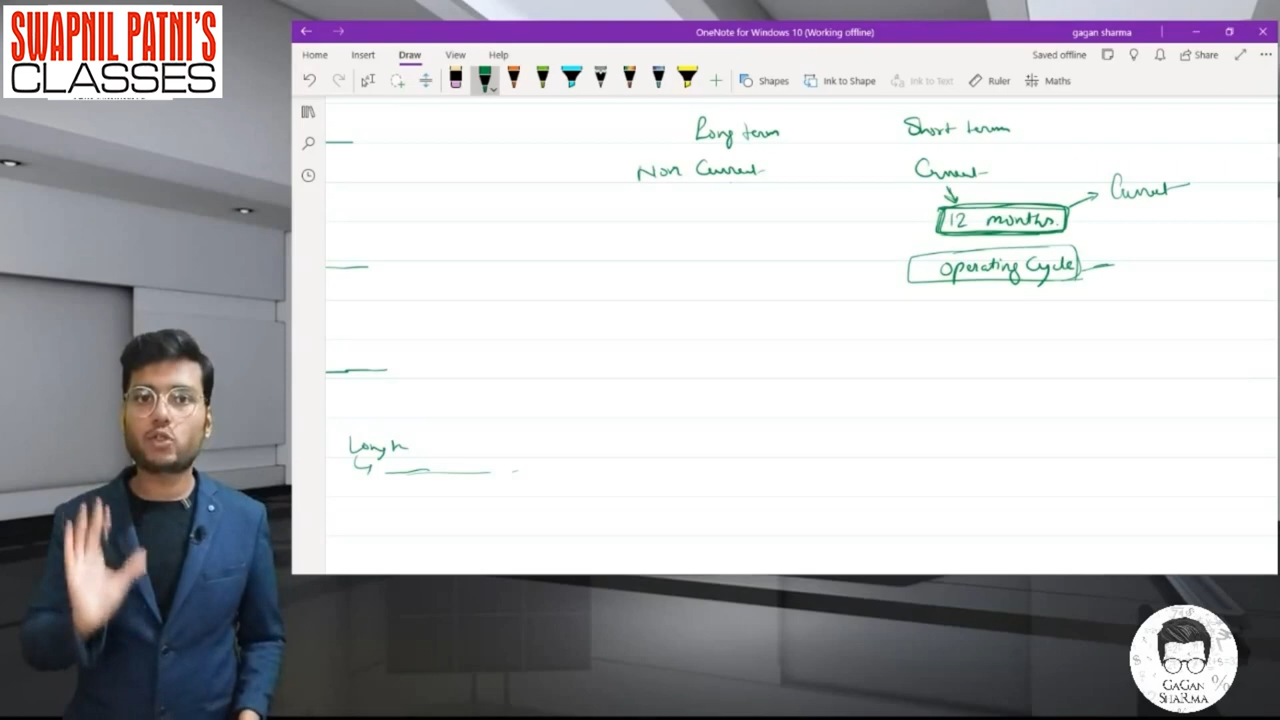 SWAPNIL PATNI'S
CLASSES
OneNote for Windows 10 (Working offline)
gagan sharma
Home Insert Draw View Help
Saved offline
Share
Shapes
Ink to Shape
Ink to Text
Ruler
Maths
Long term Short term
Non Current Current
12 months. Current
Operating Cycle
GAGAN
SHARMA